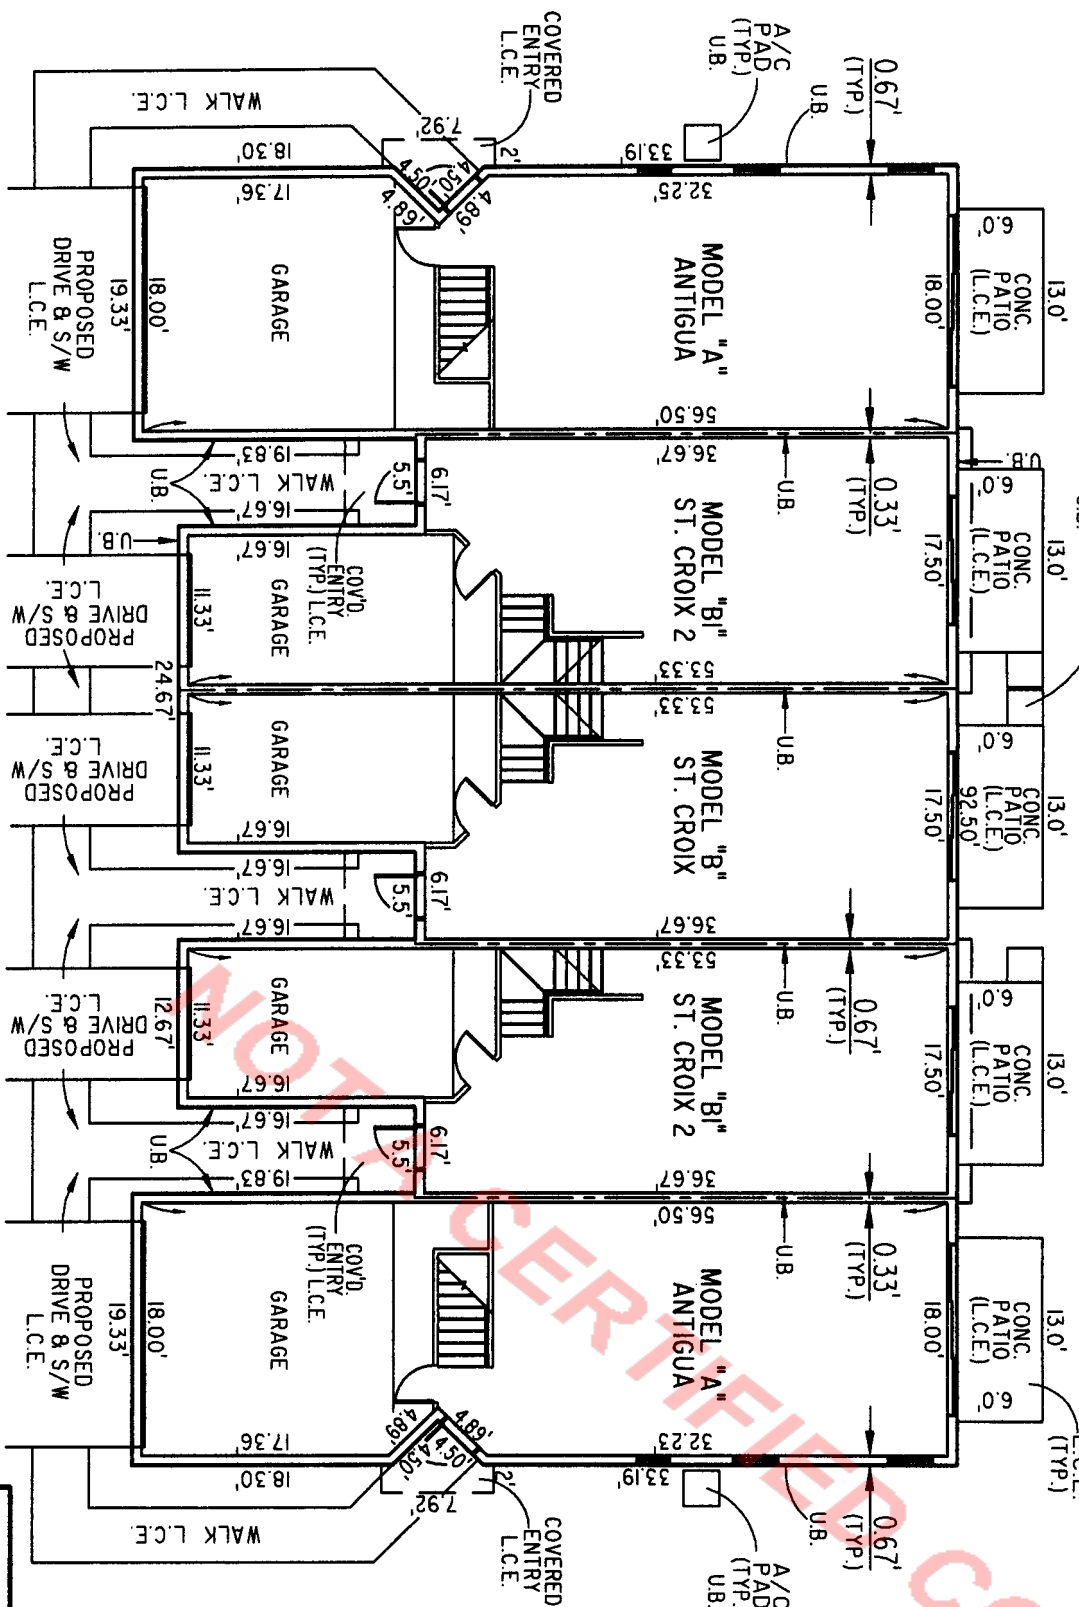 COVERED
ENTRY
L.C.E.
A/C
PAD
(TYP.)
U.B.
0.67'
(TYP.)
U.B.
WALK L.C.E.
7.92'
2'
18.30'
33.19'
17.36'
4.50'
4.50'
4.89'
4.89'
32.25'
6.0'
13.0'
CONC.
PATIO
(L.C.E.)
PROPOSED
DRIVE & S/W
L.C.E.
19.33'
18.00'
GARAGE
MODEL "A"
ANTIGUA
18.00'
56.50'
19.83'
WALK L.C.E.
U.B.
16.67'
16.67'
U.B.
5.5'
6.17'
36.67'
U.B.
0.33'
(TYP.)
U.B.
6.0'
13.0'
CONC.
PATIO
(L.C.E.)
17.50'
MODEL "B1"
ST. CROIX 2
COV'D.
ENTRY
(TYP.) L.C.E.
GARAGE
11.33'
PROPOSED
DRIVE & S/W
L.C.E.
24.67'
53.33'
53.33'
U.B.
6.0'
13.0'
CONC.
PATIO
(L.C.E.)
92.50'
17.50'
MODEL "B"
ST. CROIX
GARAGE
11.33'
PROPOSED
DRIVE & S/W
L.C.E.
16.67'
16.67'
WALK L.C.E.
16.67'
5.5'
6.17'
36.67'
0.67'
(TYP.)
53.33'
U.B.
6.0'
13.0'
CONC.
PATIO
(L.C.E.)
17.50'
MODEL "B1"
ST. CROIX 2
GARAGE
11.33'
12.67'
PROPOSED
DRIVE & S/W
L.C.E.
16.67'
16.67'
WALK L.C.E.
U.B.
19.83'
5.5'
6.17'
36.67'
COV'D.
ENTRY
(TYP.) L.C.E.
56.50'
U.B.
0.33'
(TYP.)
13.0'
CONC.
PATIO
(L.C.E.)
6.0'
L.C.E.
(TYP.)
18.00'
MODEL "A"
ANTIGUA
GARAGE
18.00'
19.33'
PROPOSED
DRIVE & S/W
L.C.E.
17.36'
18.30'
4.89'
4.89'
4.50'
4.50'
32.23'
33.19'
2'
7.92'
WALK L.C.E.
COVERED
ENTRY
L.C.E.
A/C
PAD
(TYP.)
U.B.
U.B.
0.67'
(TYP.)
NOT A CERTIFIED CO